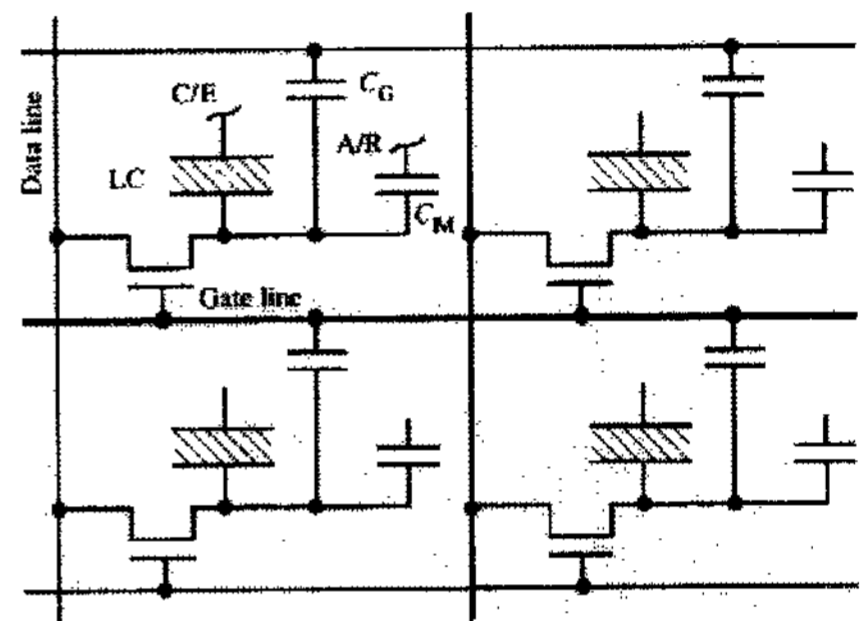 Data line
C/E
C_G
A/R
LC
C_M
Gate line